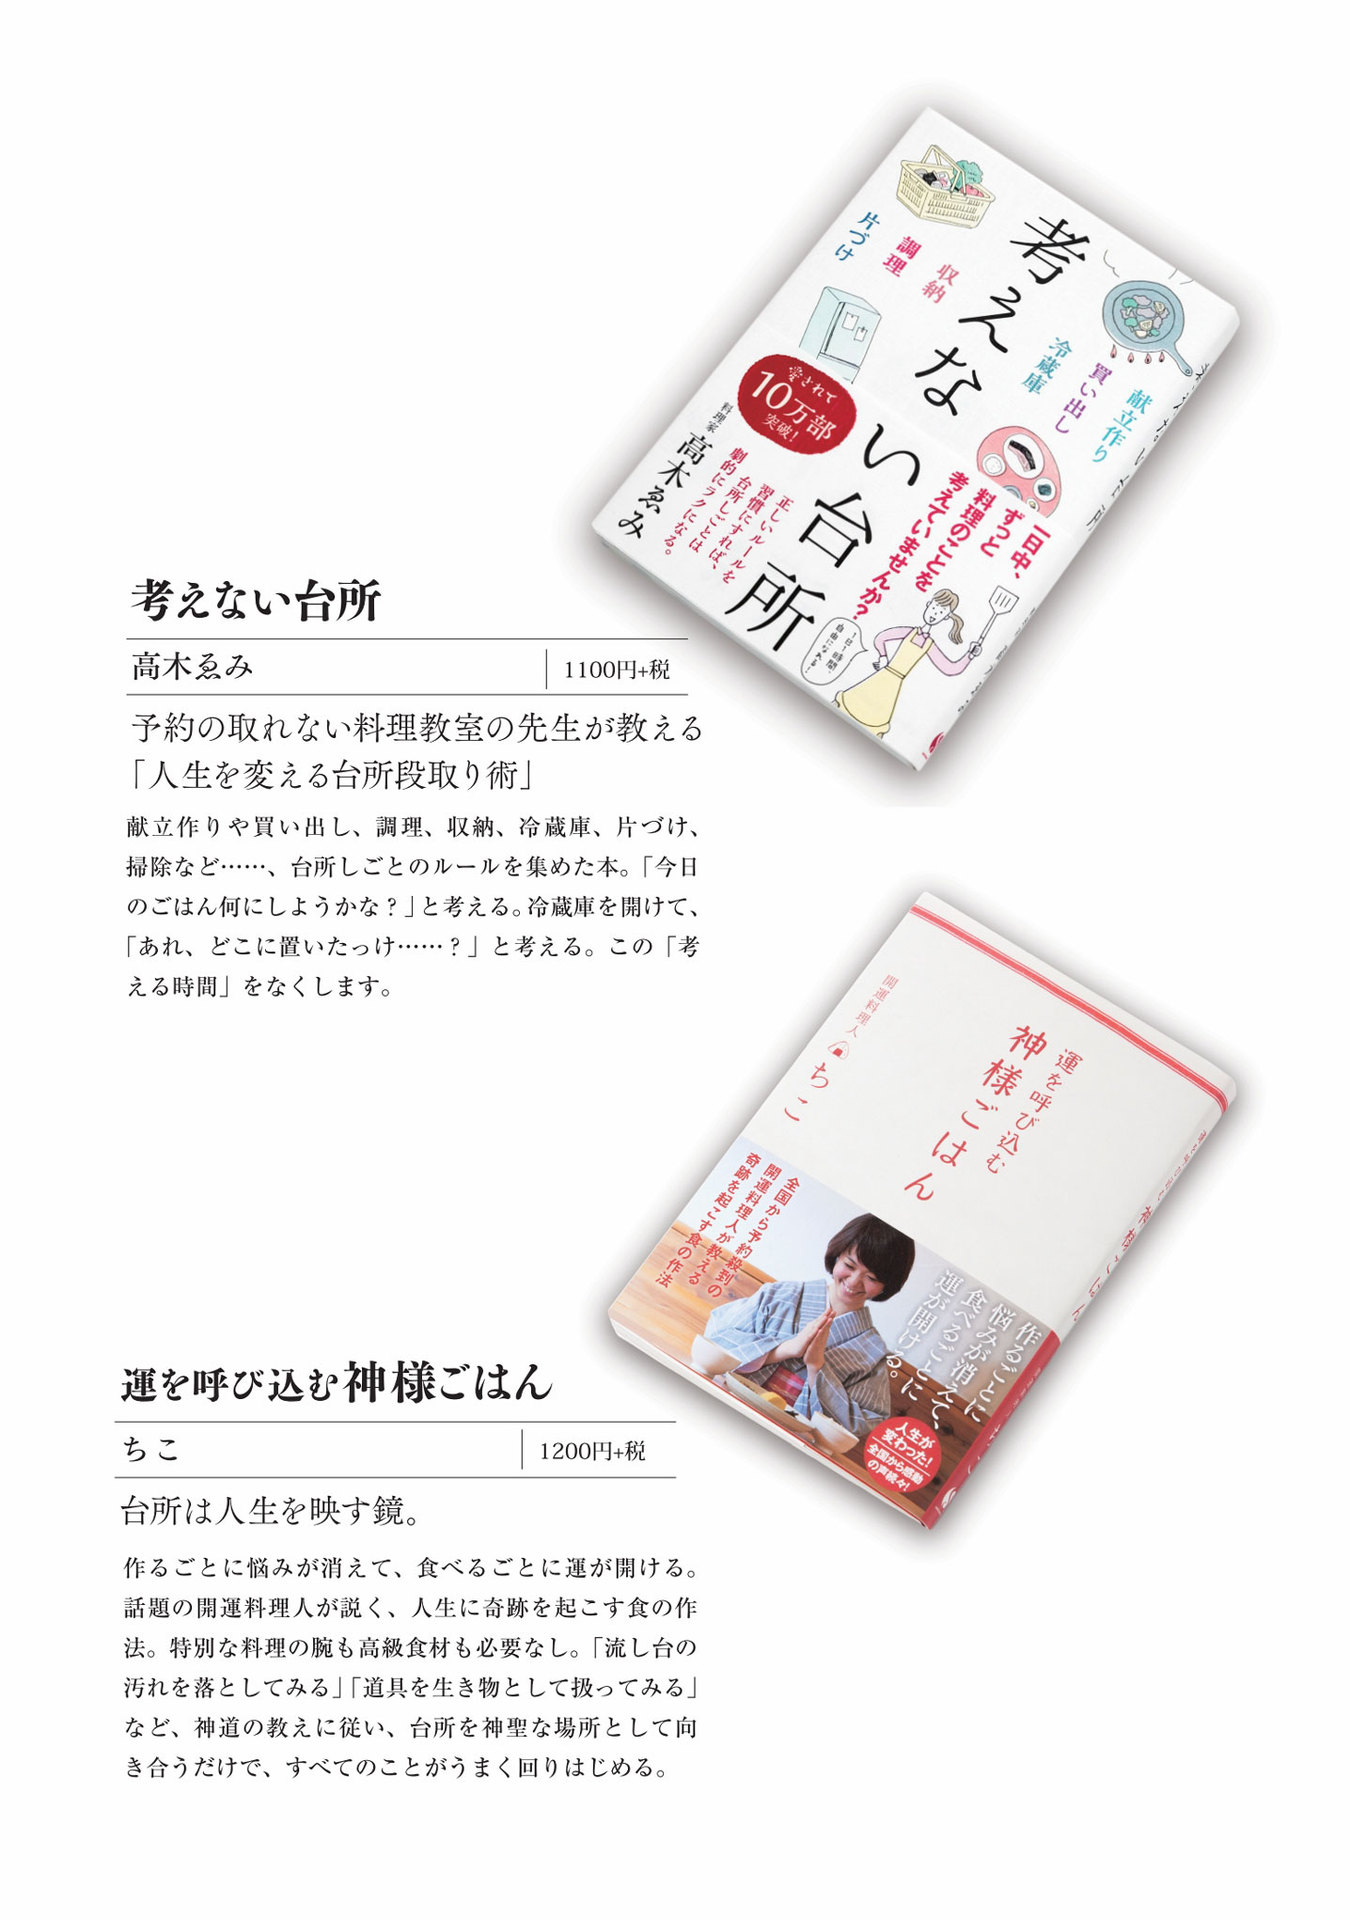 考えない台所
片づけ
調理
収納
冷蔵庫
買い出し
献立作り
愛されて
10万部
突破！
料理家 高木ゑみ
一日中、
ずっと
料理のことを
考えていませんか？
正しいルールを
習慣にすれば、
台所しごとは
劇的にラクになる。
1日1時間、
自由になれる！
考えない台所
高木ゑみ
1100円+税
予約の取れない料理教室の先生が教える
「人生を変える台所段取り術」
献立作りや買い出し、調理、収納、冷蔵庫、片づけ、
掃除など……、台所しごとのルールを集めた本。「今日
のごはん何にしようかな？」と考える。冷蔵庫を開けて、
「あれ、どこに置いたっけ……？」と考える。この「考
える時間」をなくします。
運を呼び込む
神様ごはん
開運料理人 ちこ
作るごとに
悩みが消えて、
食べるごとに
運が開ける。
全国から予約殺到の
開運料理人が教える
奇跡を起こす食の作法
人生が
変わった！
全国から感動
の声続々！
運を呼び込む 神様ごはん
運を呼び込む神様ごはん
ちこ
1200円+税
台所は人生を映す鏡。
作るごとに悩みが消えて、食べるごとに運が開ける。
話題の開運料理人が説く、人生に奇跡を起こす食の作
法。特別な料理の腕も高級食材も必要なし。「流し台の
汚れを落としてみる」「道具を生き物として扱ってみる」
など、神道の教えに従い、台所を神聖な場所として向
き合うだけで、すべてのことがうまく回りはじめる。